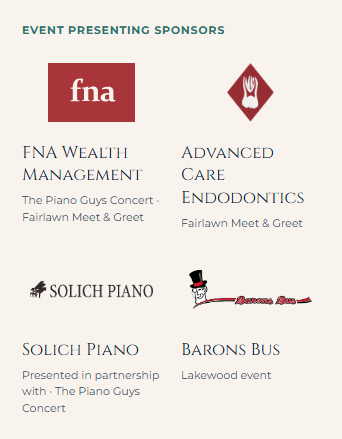 EVENT PRESENTING SPONSORS
fna
FNA Wealth
Management
The Piano Guys Concert ·
Fairlawn Meet & Greet
Advanced
Care
Endodontics
Fairlawn Meet & Greet
SOLICH PIANO
Solich Piano
Presented in partnership
with · The Piano Guys
Concert
Barons Bus
Barons Bus
Lakewood event